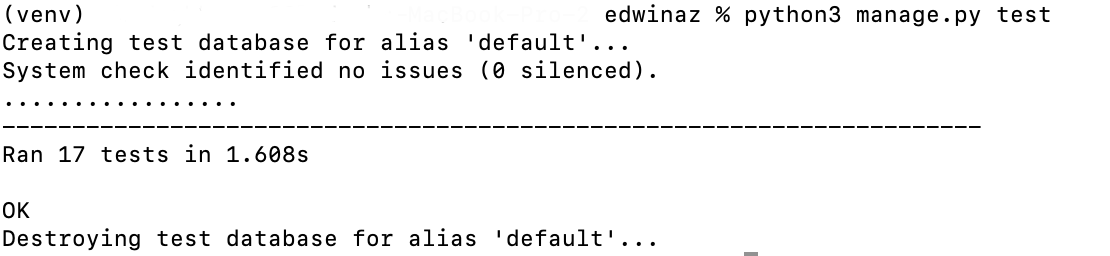 (venv) edwinaz % python3 manage.py test
Creating test database for alias 'default'...
System check identified no issues (0 silenced).
.................
----------------------------------------------------------------------
Ran 17 tests in 1.608s
OK
Destroying test database for alias 'default'...